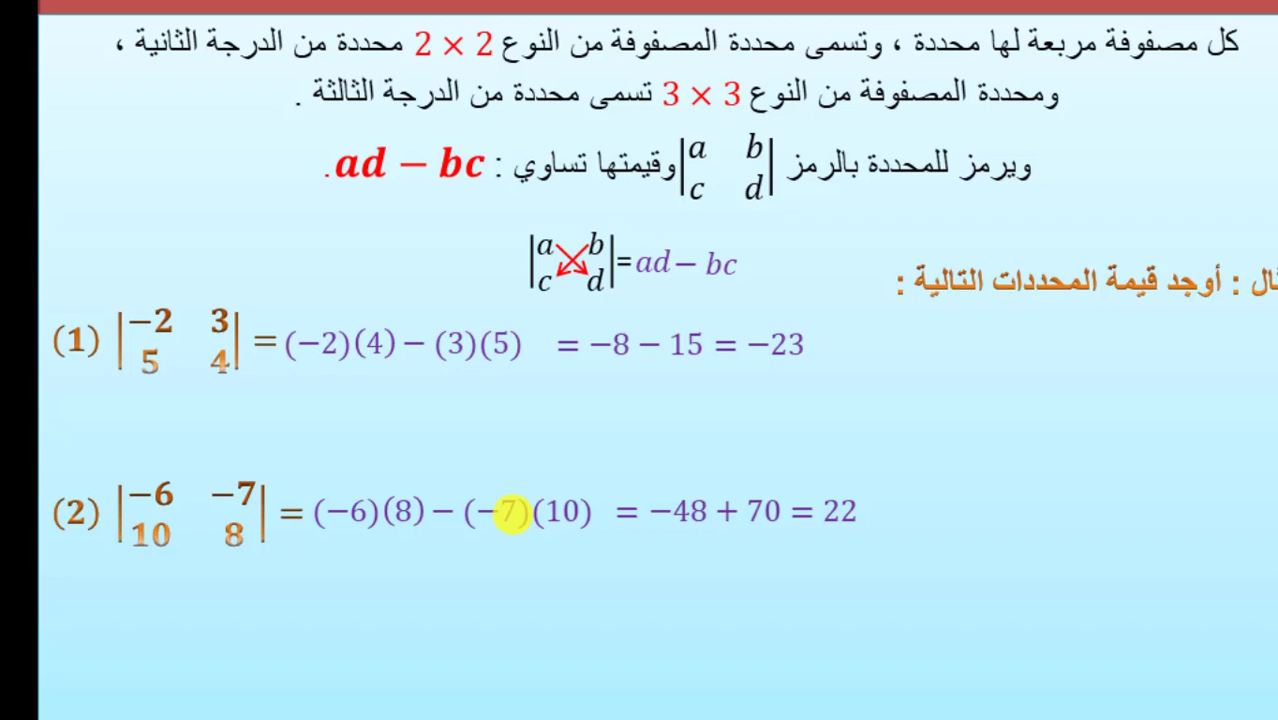 كل مصفوفة مربعة لها محددة ، وتسمى محددة المصفوفة من النوع 2 × 2 محددة من الدرجة الثانية ،
ومحددة المصفوفة من النوع 3 × 3 تسمى محددة من الدرجة الثالثة .
ويرمز للمحددة بالرمز |a b c d| وقيمتها تساوي : ad − bc.
|a b c d| = ad − bc
أوجد قيمة المحددات التالية :
(1) |−2 3 5 4| = (−2)(4) − (3)(5) = −8 − 15 = −23
(2) |−6 −7 10 8| = (−6)(8) − (−7)(10) = −48 + 70 = 22